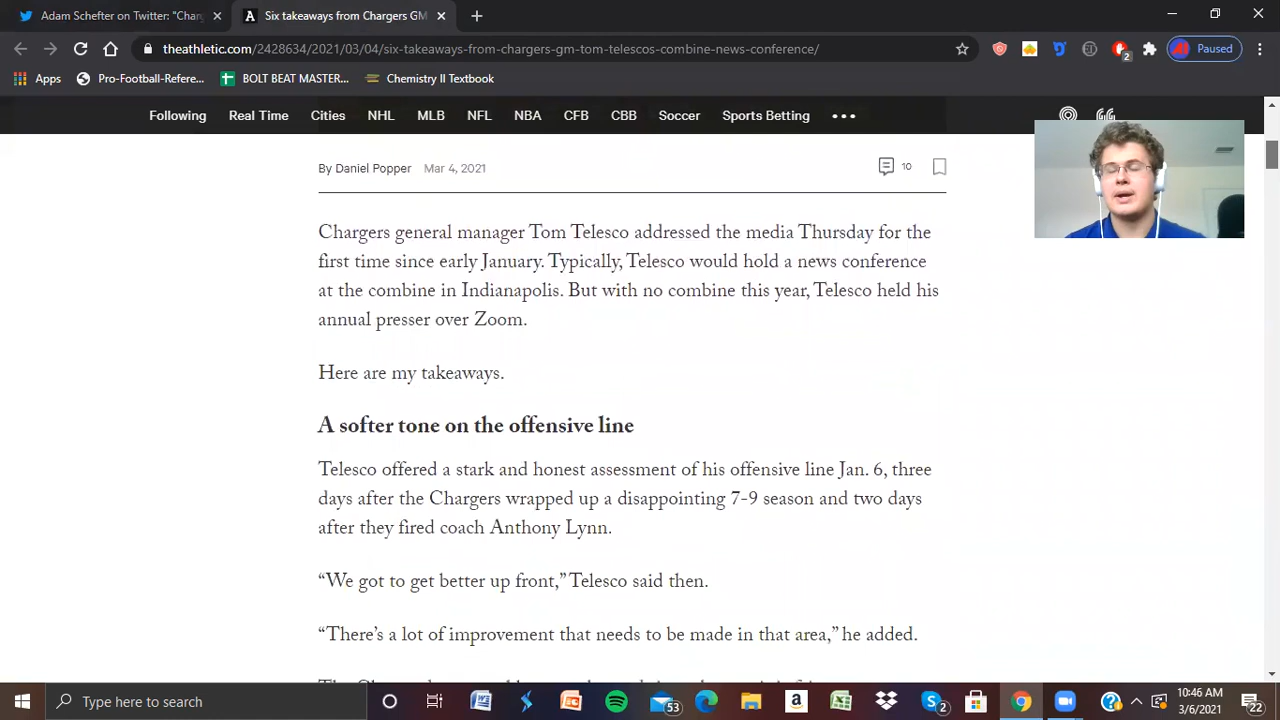 Adam Schefter on Twitter: "Charg
Six takeaways from Chargers GM
theathletic.com/2428634/2021/03/04/six-takeaways-from-chargers-gm-tom-telescos-combine-news-conference/
2
Paused
Apps
Pro-Football-Refere...
BOLT BEAT MASTER...
Chemistry II Textbook
Following
Real Time
Cities
NHL
MLB
NFL
NBA
CFB
CBB
Soccer
Sports Betting
By Daniel Popper Mar 4, 2021
10
Chargers general manager Tom Telesco addressed the media Thursday for the
first time since early January. Typically, Telesco would hold a news conference
at the combine in Indianapolis. But with no combine this year, Telesco held his
annual presser over Zoom.
Here are my takeaways.
A softer tone on the offensive line
Telesco offered a stark and honest assessment of his offensive line Jan. 6, three
days after the Chargers wrapped up a disappointing 7-9 season and two days
after they fired coach Anthony Lynn.
“We got to get better up front,” Telesco said then.
“There’s a lot of improvement that needs to be made in that area,” he added.
Type here to search
53
2
10:46 AM
3/6/2021
22